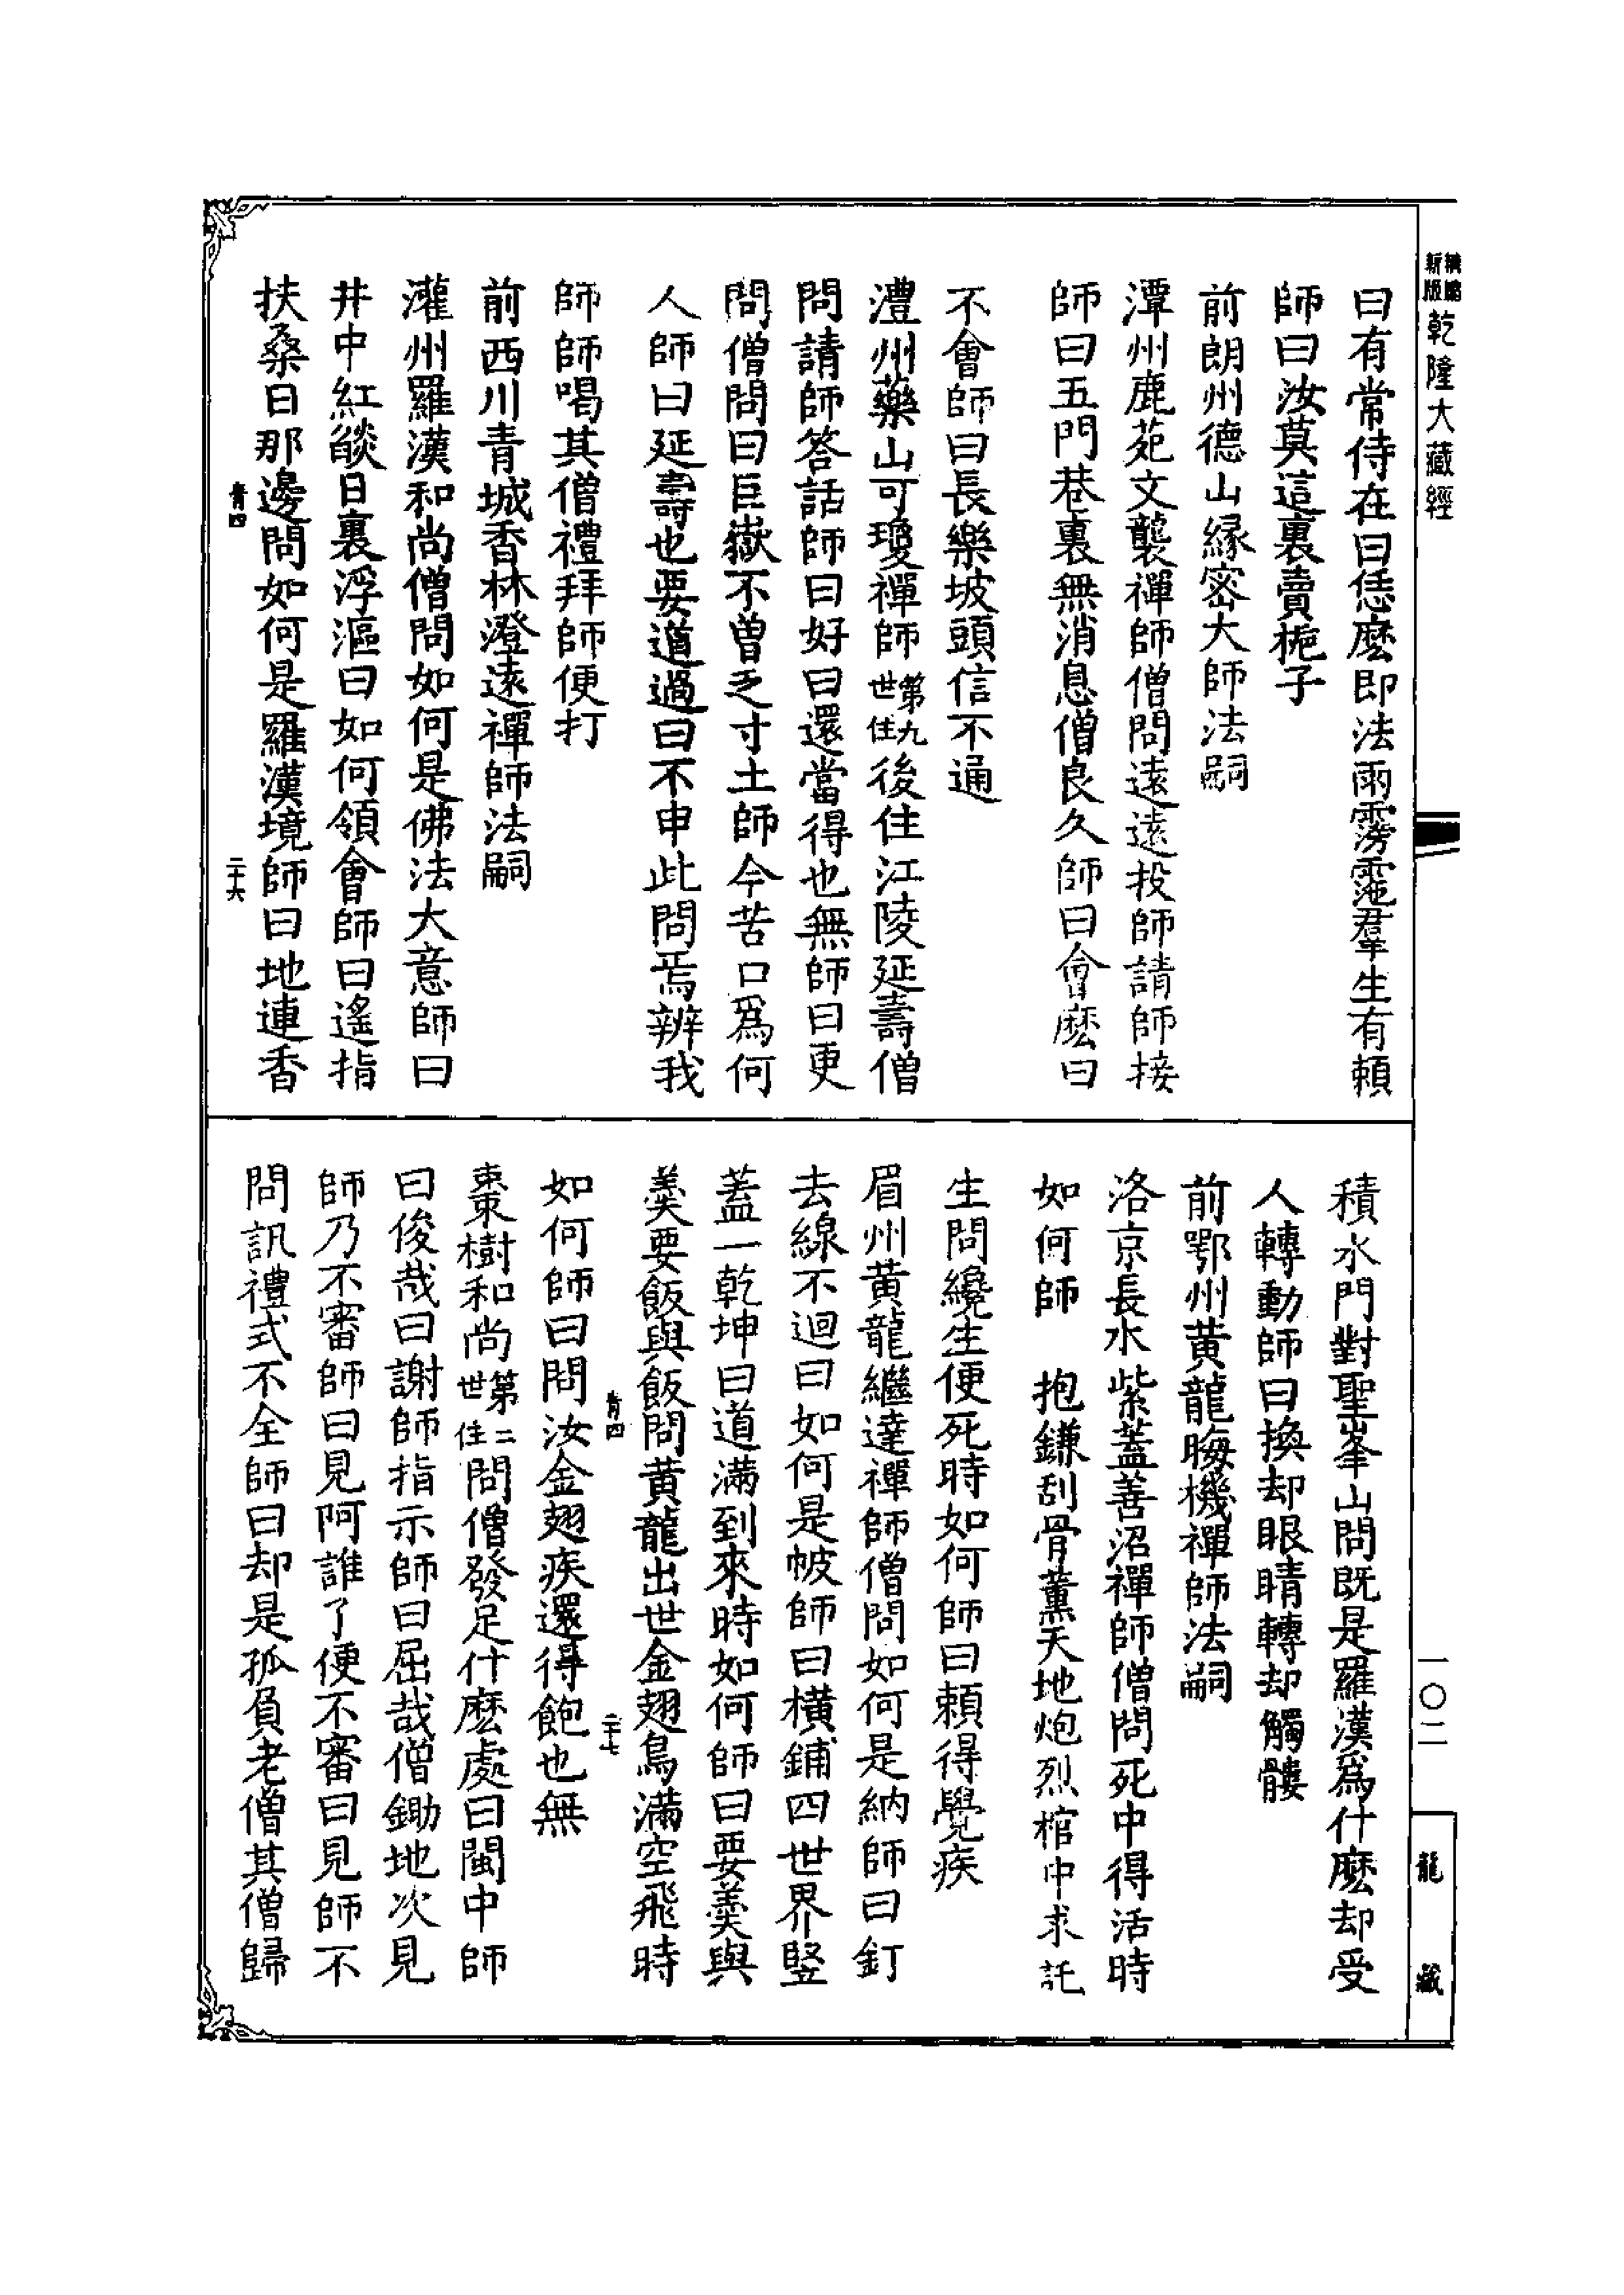 新版
乾隆大藏經
曰有常侍在曰恁麽即法雨霶霪群生有頼
師曰汝莫這裏賣梔子
前朗州德山縁密大師法嗣
潭州鹿苑文襲禪師僧問遠遠投師請師接
師曰五門巷裏無消息僧良久師曰會麽曰
不會師曰長樂坡頭信不通
澧州藥山可瓊禪師第九世住後住江陵延壽僧
問請師答話師曰好曰還當得也無師曰更
問僧問曰巨嶽不曽乏寸土師今苦口爲何
人師曰延壽也要道過曰不申此問焉辨我
師師喝其僧禮拜師便打
前西川青城香林澄遠禪師法嗣
灌州羅漢和尚僧問如何是佛法大意師曰
井中紅燄日裏浮漚曰如何領會師曰遙指
扶桑日那邊問如何是羅漢境師曰地連香
青四
二十六
積水門對聖峯山問既是羅漢爲什麽却受
人轉動師曰換却眼睛轉却髑髏
前鄂州黄龍晦機禪師法嗣
洛京長水紫蓋善沼禪師僧問死中得活時
如何師　抱鎌刮骨薰天地炮烈棺中求託
生問纔生便死時如何師曰頼得覺疾
眉州黄龍繼達禪師僧問如何是納師曰釘
去線不迴曰如何是帔師曰橫鋪四世界竪
蓋一乾坤曰道滿到來時如何師曰要羮與
羮要飯與飯問黄龍出世金翅鳥滿空飛時
青四
二十七
如何師曰問汝金翅疾還得飽也無
棗樹和尚第二世住問僧發足什麽處曰閩中師
曰俊哉曰謝師指示師曰屈哉僧鋤地次見
師乃不審師曰見阿誰了便不審曰見師不
問訊禮式不全師曰却是孤負老僧其僧歸
一〇二
龍藏